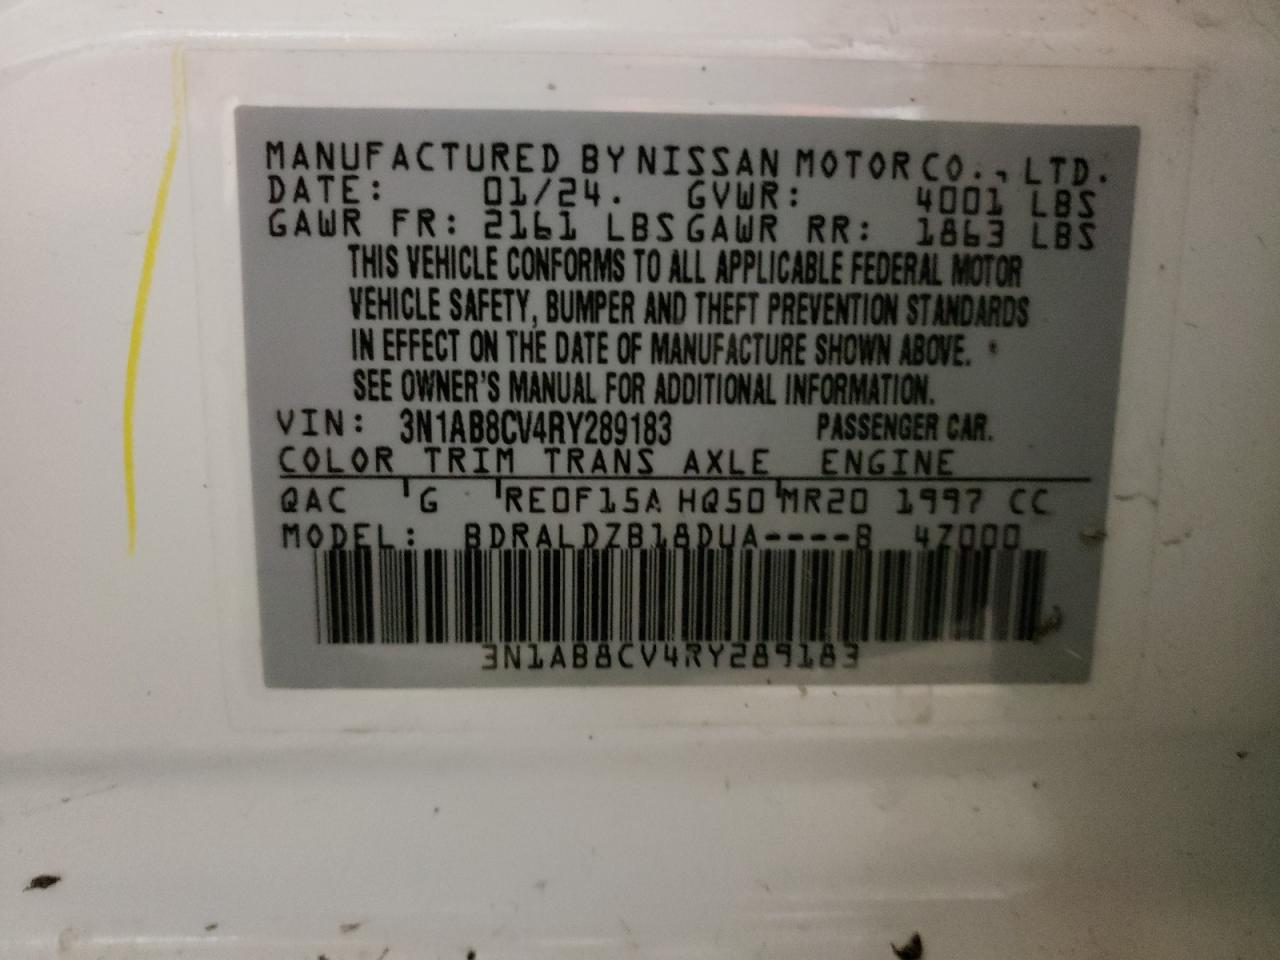 MANUFACTURED BY NISSAN MOTOR CO., LTD.
DATE: 01/24. GVWR: 4001 LBS
GAWR FR: 2161 LBS GAWR RR: 1863 LBS
THIS VEHICLE CONFORMS TO ALL APPLICABLE FEDERAL MOTOR
VEHICLE SAFETY, BUMPER AND THEFT PREVENTION STANDARDS
IN EFFECT ON THE DATE OF MANUFACTURE SHOWN ABOVE.
SEE OWNER'S MANUAL FOR ADDITIONAL INFORMATION.
VIN: 3N1AB8CV4RY289183 PASSENGER CAR.
COLOR TRIM TRANS AXLE ENGINE
QAC G RE0F15A HQ50 MR20 1997 CC
MODEL: BDRALDZB18DUA----B 4Z000
3N1AB8CV4RY289183